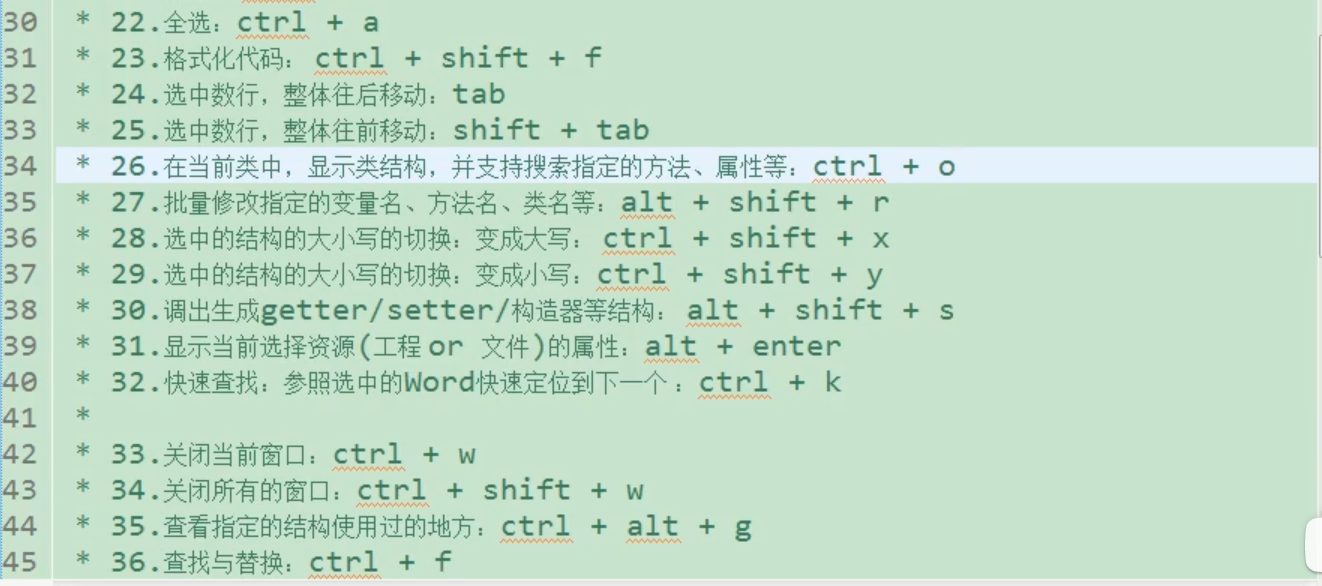 30 * 22.全选：ctrl + a
31 * 23.格式化代码：ctrl + shift + f
32 * 24.选中数行，整体往后移动：tab
33 * 25.选中数行，整体往前移动：shift + tab
34 * 26.在当前类中，显示类结构，并支持搜索指定的方法、属性等：ctrl + o
35 * 27.批量修改指定的变量名、方法名、类名等：alt + shift + r
36 * 28.选中的结构的大小写的切换：变成大写：ctrl + shift + x
37 * 29.选中的结构的大小写的切换：变成小写：ctrl + shift + y
38 * 30.调出生成getter/setter/构造器等结构：alt + shift + s
39 * 31.显示当前选择资源(工程 or 文件)的属性：alt + enter
40 * 32.快速查找：参照选中的Word快速定位到下一个：ctrl + k
41 *
42 * 33.关闭当前窗口：ctrl + w
43 * 34.关闭所有的窗口：ctrl + shift + w
44 * 35.查看指定的结构使用过的地方：ctrl + alt + g
45 * 36.查找与替换：ctrl + f